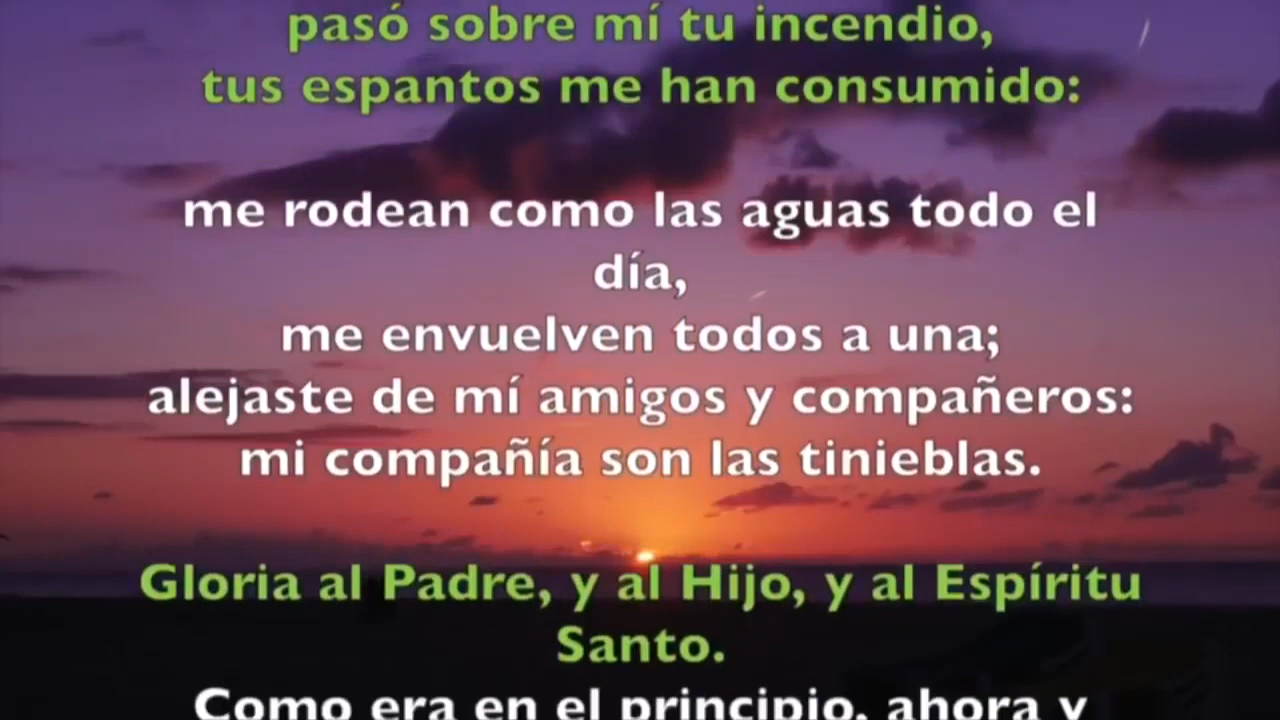 pasó sobre mí tu incendio,
tus espantos me han consumido:
me rodean como las aguas todo el
día,
me envuelven todos a una;
alejaste de mí amigos y compañeros:
mi compañía son las tinieblas.
Gloria al Padre, y al Hijo, y al Espíritu
Santo.
Como era en el principio, ahora y